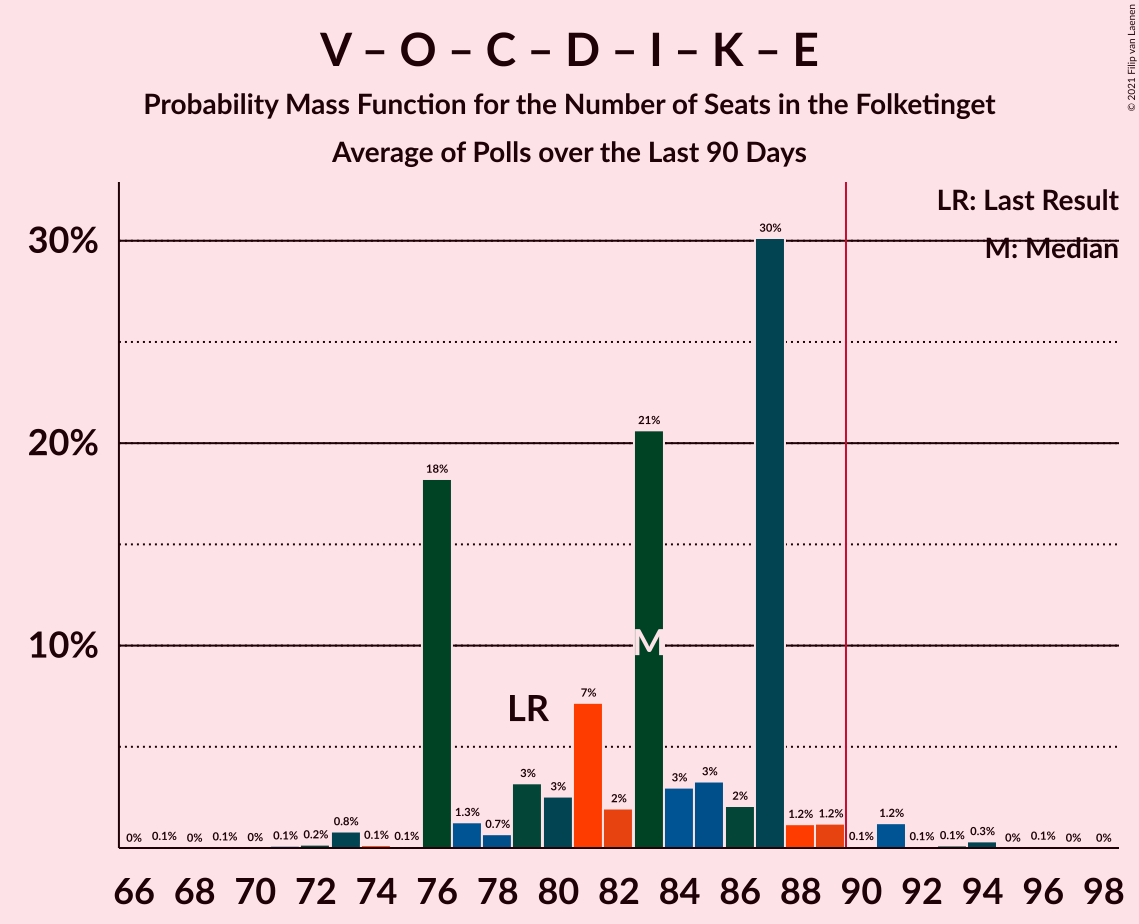 V – O – C – D – I – K – E
Probability Mass Function for the Number of Seats in the Folketinget
Average of Polls over the Last 90 Days
© 2021 Filip van Laenen
LR: Last Result
M: Median
30%
20%
10%
0% 0.1% 0% 0.1% 0% 0.1% 0.2% 0.8% 0.1% 0.1% 18% 1.3% 0.7% 3% 3% 7% 2% 21% 3% 3% 2% 30% 1.2% 1.2% 0.1% 1.2% 0.1% 0.1% 0.3% 0% 0.1% 0% 0%
LR
M
66 68 70 72 74 76 78 80 82 84 86 88 90 92 94 96 98